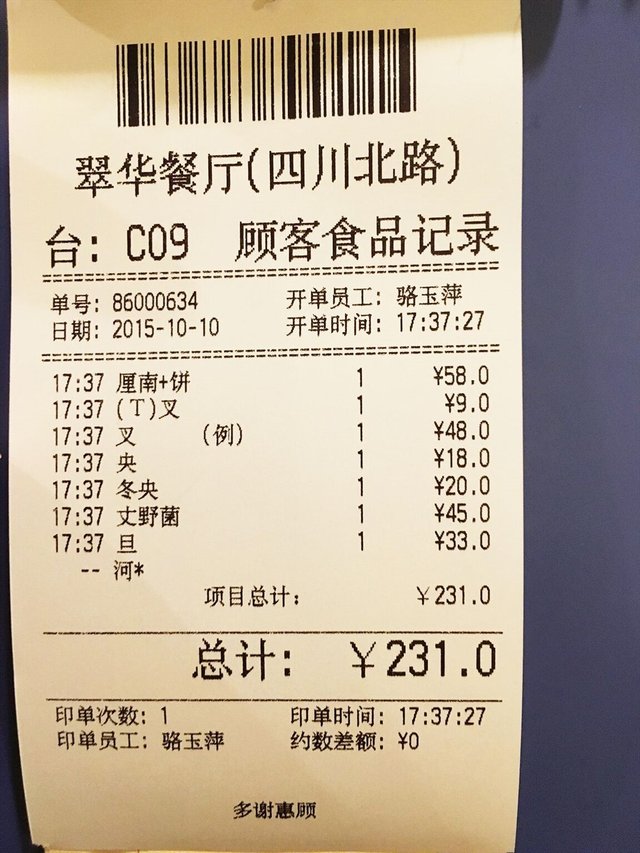 翠华餐厅(四川北路)
台: C09 顾客食品记录
单号: 86000634 开单员工: 骆玉萍
日期: 2015-10-10 开单时间: 17:37:27
17:37 厘南+饼 1 ¥58.0
17:37 (T)叉 1 ¥9.0
17:37 叉 (例) 1 ¥48.0
17:37 央 1 ¥18.0
17:37 冬央 1 ¥20.0
17:37 丈野菌 1 ¥45.0
17:37 旦 1 ¥33.0
-- 河*
项目总计: ¥231.0
总计: ¥231.0
印单次数: 1 印单时间: 17:37:27
印单员工: 骆玉萍 约数差额: ¥0
多谢惠顾